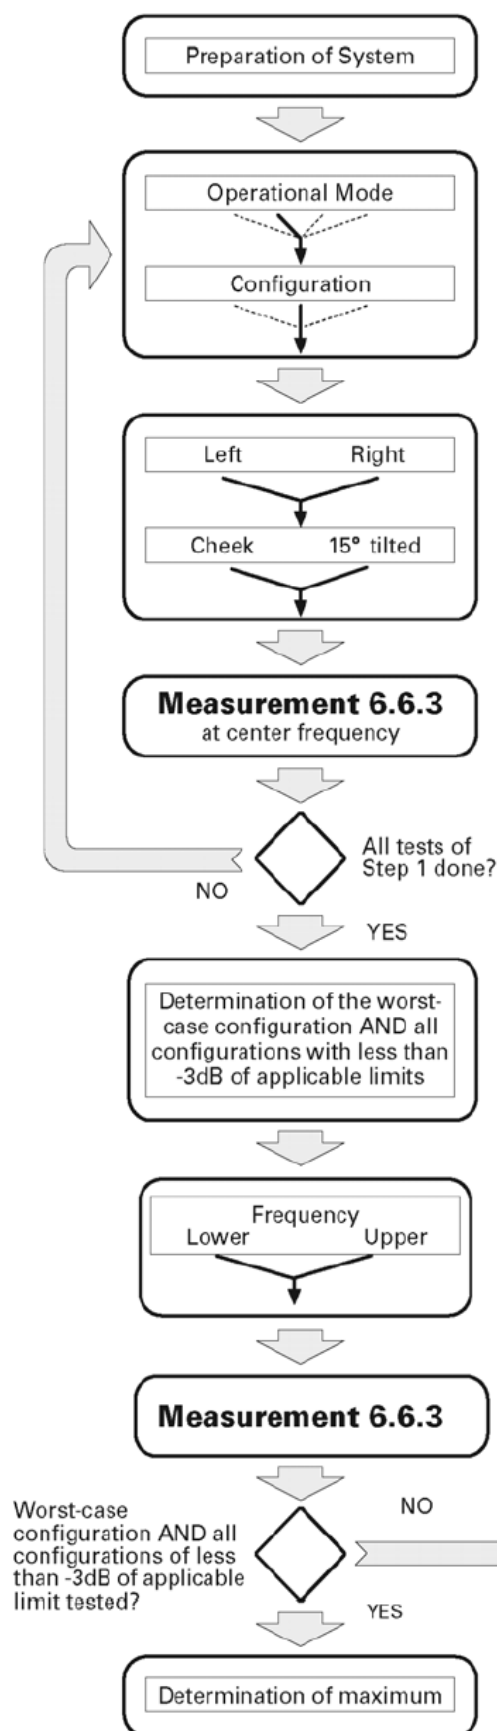 Preparation of System
Operational Mode
Configuration
Left Right
Cheek 15° tilted
Measurement 6.6.3
at center frequency
All tests of
Step 1 done?
NO
YES
Determination of the worst-
case configuration AND all
configurations with less than
-3dB of applicable limits
Frequency
Lower Upper
Measurement 6.6.3
Worst-case
configuration AND all
configurations of less
than -3dB of applicable
limit tested?
NO
YES
Determination of maximum